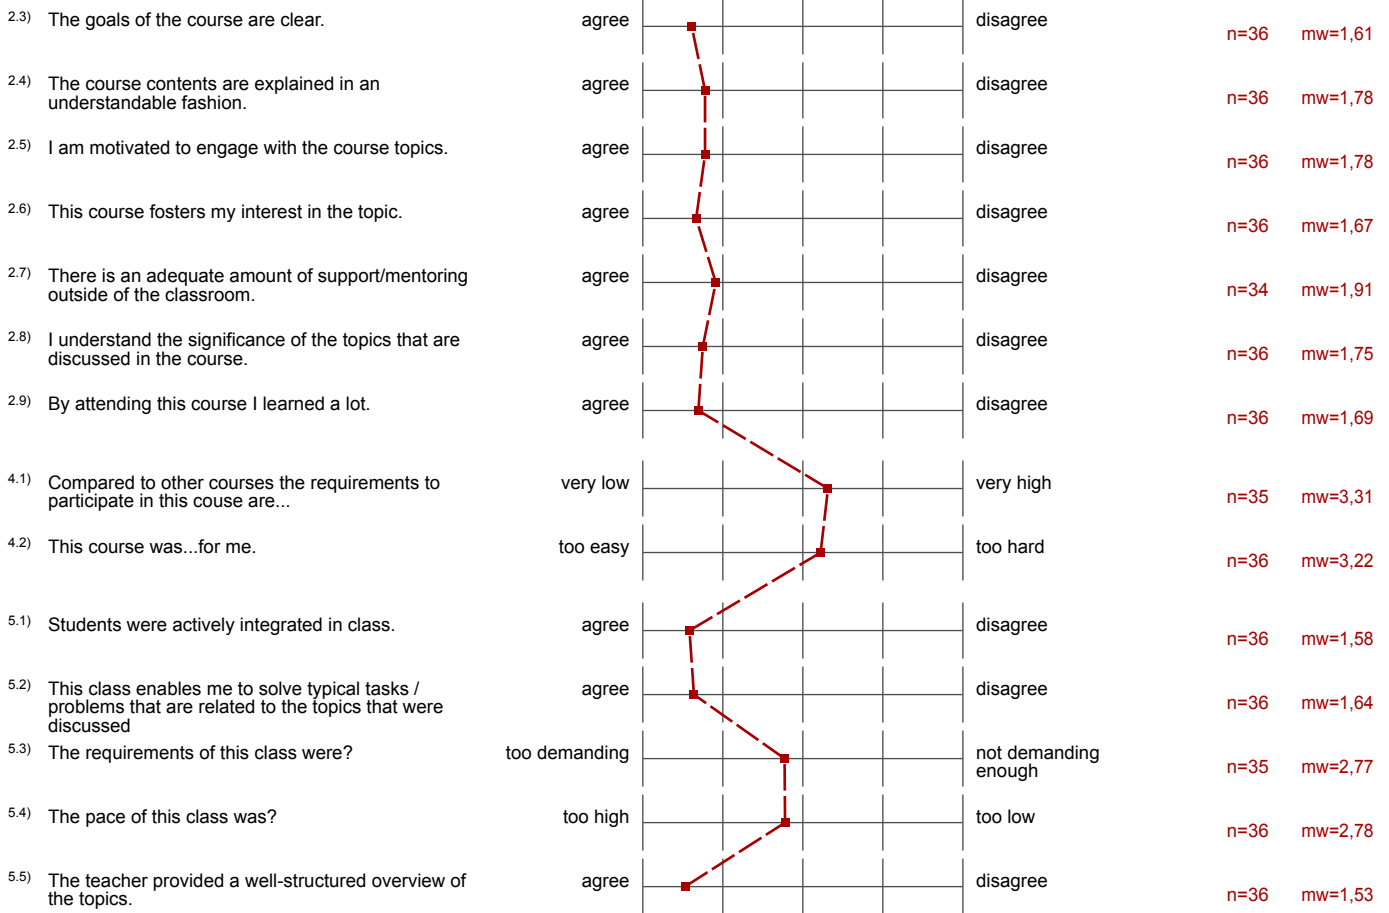 2.3) The goals of the course are clear. agree disagree n=36 mw=1,61
2.4) The course contents are explained in an agree disagree n=36 mw=1,78
understandable fashion.
2.5) I am motivated to engage with the course topics. agree disagree n=36 mw=1,78
2.6) This course fosters my interest in the topic. agree disagree n=36 mw=1,67
2.7) There is an adequate amount of support/mentoring agree disagree n=34 mw=1,91
outside of the classroom.
2.8) I understand the significance of the topics that are agree disagree n=36 mw=1,75
discussed in the course.
2.9) By attending this course I learned a lot. agree disagree n=36 mw=1,69
4.1) Compared to other courses the requirements to very low very high n=35 mw=3,31
participate in this couse are...
4.2) This course was...for me. too easy too hard n=36 mw=3,22
5.1) Students were actively integrated in class. agree disagree n=36 mw=1,58
5.2) This class enables me to solve typical tasks / agree disagree n=36 mw=1,64
problems that are related to the topics that were
discussed
5.3) The requirements of this class were? too demanding not demanding n=35 mw=2,77
enough
5.4) The pace of this class was? too high too low n=36 mw=2,78
5.5) The teacher provided a well-structured overview of agree disagree n=36 mw=1,53
the topics.